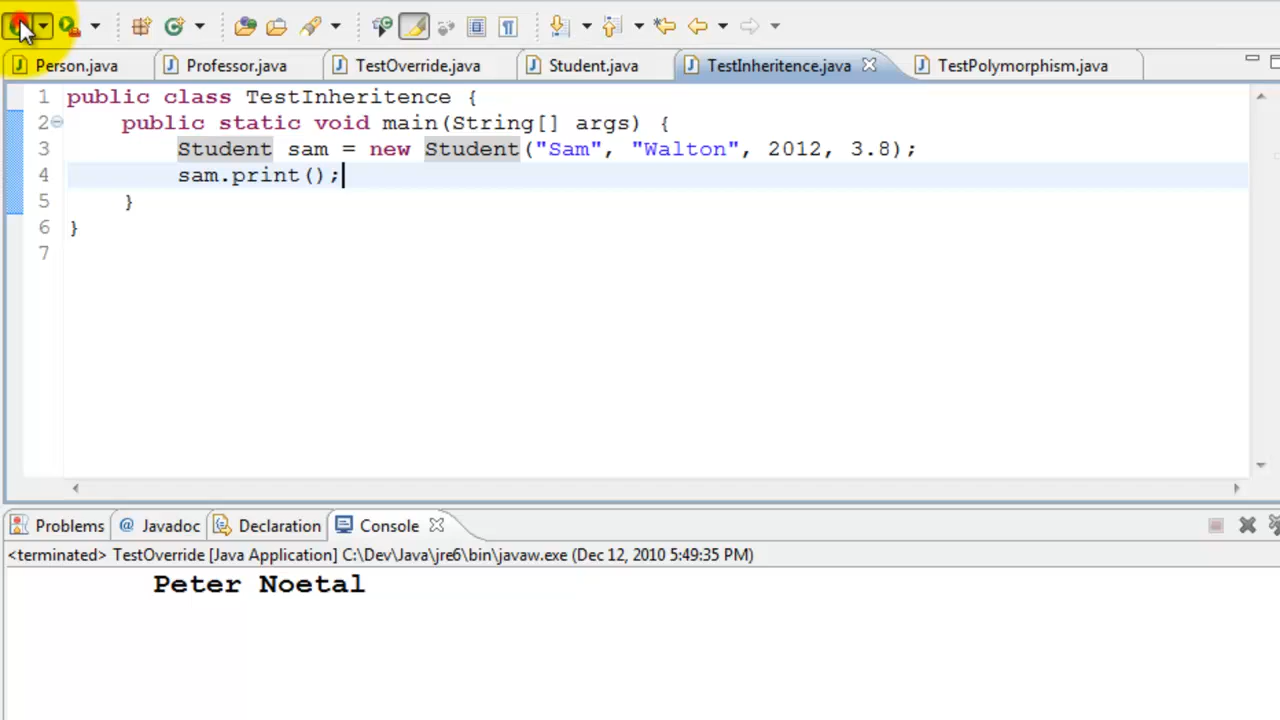 Person.java Professor.java TestOverride.java Student.java TestInheritence.java TestPolymorphism.java
1 public class TestInheritence {
2 public static void main(String[] args) {
3 Student sam = new Student("Sam", "Walton", 2012, 3.8);
4 sam.print();
5 }
6 }
7
Problems @ Javadoc Declaration Console
<terminated> TestOverride [Java Application] C:\Dev\Java\jre6\bin\javaw.exe (Dec 12, 2010 5:49:35 PM)
Peter Noetal